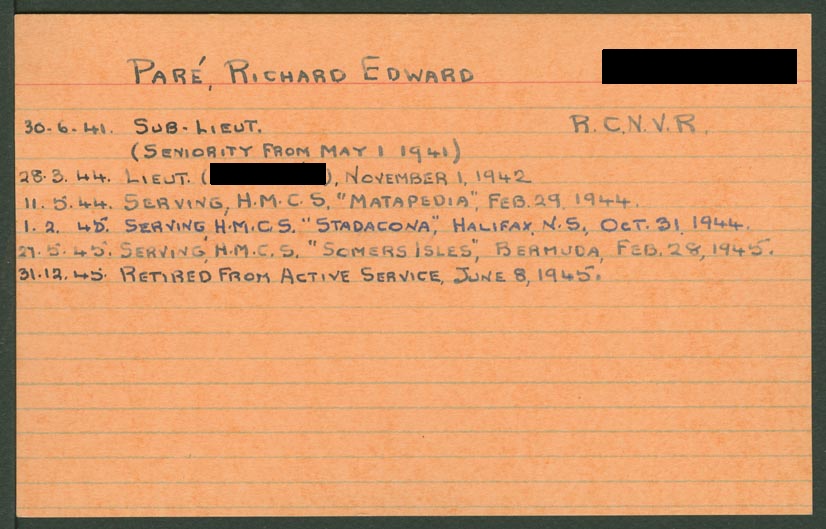 PARÉ, RICHARD EDWARD
30-6-41. SUB-LIEUT. R.C.N.V.R.
(SENIORITY FROM MAY 1 1941)
28.3.44. LIEUT. ( ), NOVEMBER 1, 1942
11.5.44. SERVING, H.M.C.S, "MATAPEDIA", FEB. 29, 1944.
1.2.45. SERVING, H.M.C.S. "STADACONA", HALIFAX, N.S., OCT. 31, 1944.
27.5.45. SERVING, H.M.C.S, "SOMERS ISLES", BERMUDA, FEB. 28, 1945.
31.12.45. RETIRED FROM ACTIVE SERVICE, JUNE 8, 1945.